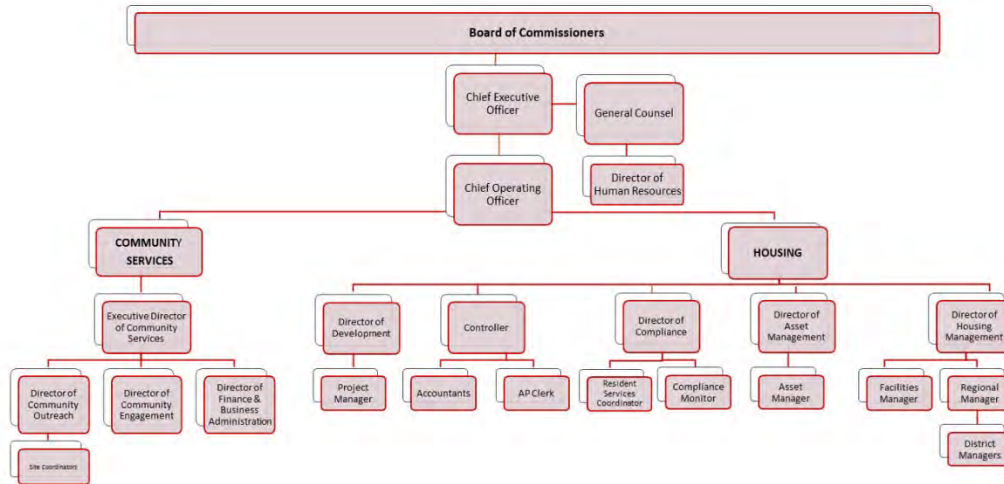 Board of Commissioners
Chief Executive
Officer
General Counsel
Director of
Human Resources
Chief Operating
Officer
COMMUNITY
SERVICES
HOUSING
Executive Director
of Community
Services
Director of
Development
Controller
Director of
Compliance
Director of
Asset
Management
Director of
Housing
Management
Director of
Community
Outreach
Director of
Community
Engagement
Director of
Finance &
Business
Administration
Project
Manager
Accountants
AP Clerk
Resident
Services
Coordinator
Compliance
Monitor
Asset
Manager
Facilities
Manager
Regional
Manager
Site Coordinators
District
Managers